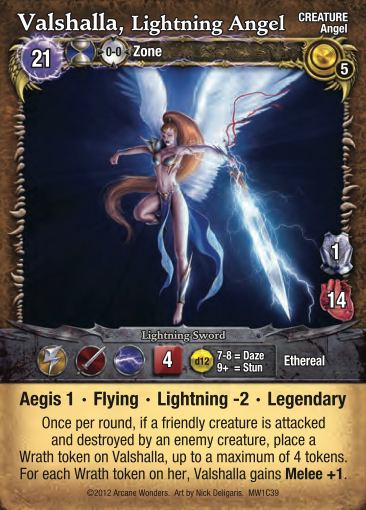 Valshalla, Lightning Angel
CREATURE
Angel
21
0-0 Zone
5
1
14
Lightning Sword
4
d12
7-8 = Daze
9+ = Stun
Ethereal
Aegis 1 · Flying · Lightning -2 · Legendary
Once per round, if a friendly creature is attacked
and destroyed by an enemy creature, place a
Wrath token on Valshalla, up to a maximum of 4 tokens.
For each Wrath token on her, Valshalla gains Melee +1.
©2012 Arcane Wonders. Art by Nick Deligaris. MW1C39